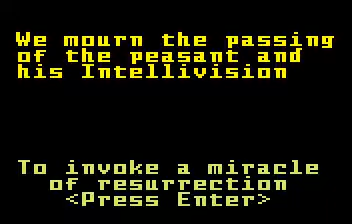 We mourn the passing
of the peasant and
his Intellivision
To invoke a miracle
of resurrection
<Press Enter>